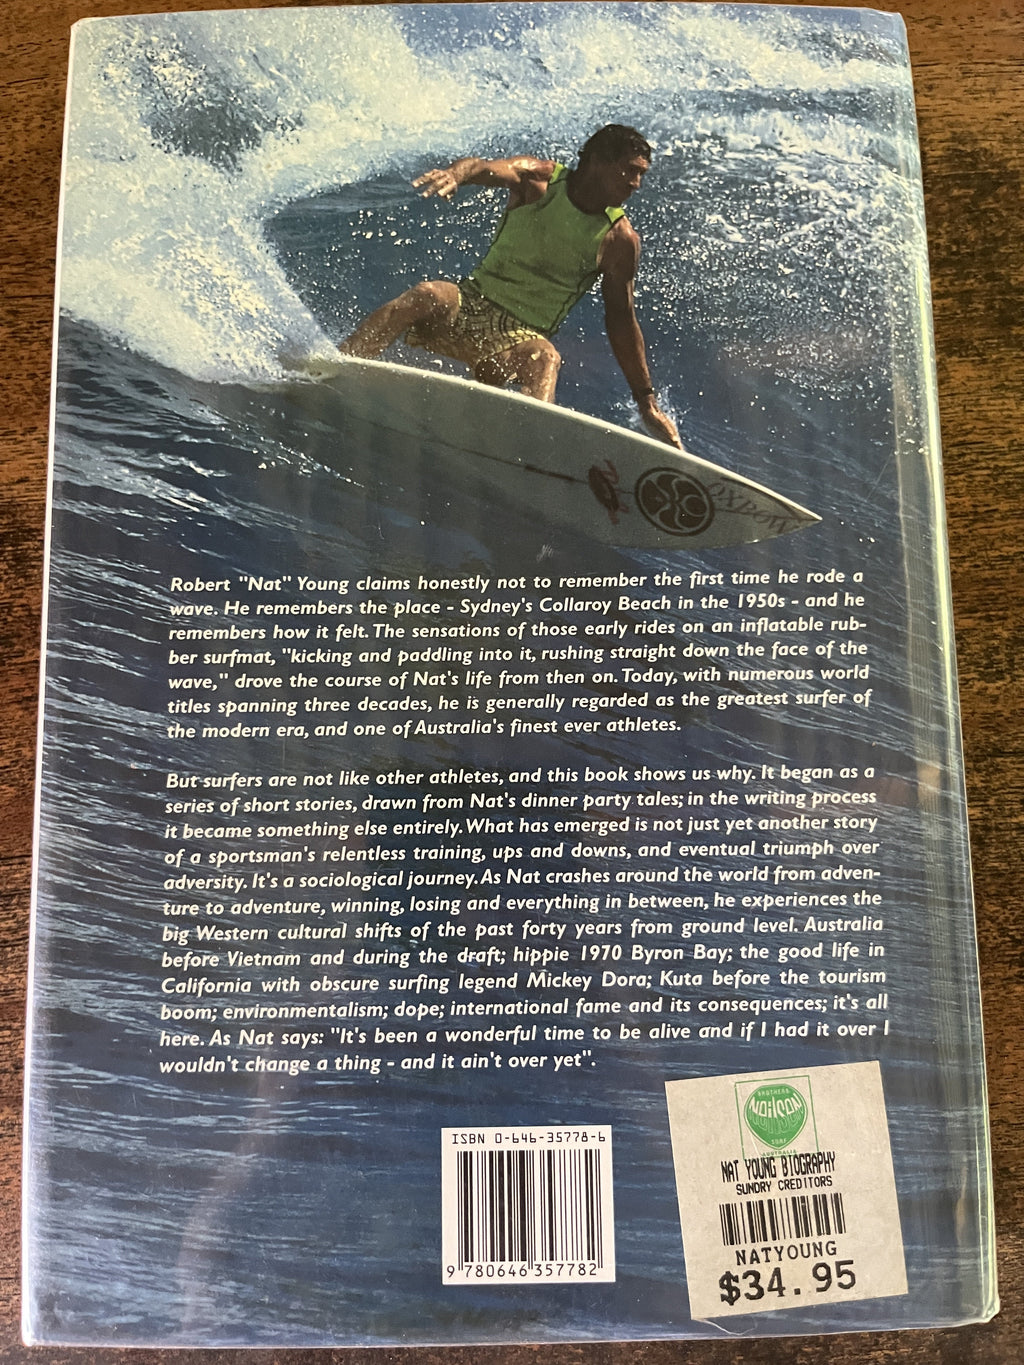 OXBOW
Robert "Nat" Young claims honestly not to remember the first time he rode a
wave. He remembers the place - Sydney's Collaroy Beach in the 1950s - and he
remembers how it felt. The sensations of those early rides on an inflatable rub-
ber surfmat, "kicking and paddling into it, rushing straight down the face of the
wave," drove the course of Nat's life from then on. Today, with numerous world
titles spanning three decades, he is generally regarded as the greatest surfer of
the modern era, and one of Australia's finest ever athletes.
But surfers are not like other athletes, and this book shows us why. It began as a
series of short stories, drawn from Nat's dinner party tales; in the writing process
it became something else entirely. What has emerged is not just yet another story
of a sportsman's relentless training, ups and downs, and eventual triumph over
adversity. It's a sociological journey. As Nat crashes around the world from adven-
ture to adventure, winning, losing and everything in between, he experiences the
big Western cultural shifts of the past forty years from ground level. Australia
before Vietnam and during the draft; hippie 1970 Byron Bay; the good life in
California with obscure surfing legend Mickey Dora; Kuta before the tourism
boom; environmentalism; dope; international fame and its consequences; it's all
here. As Nat says: "It's been a wonderful time to be alive and if I had it over I
wouldn't change a thing - and it ain't over yet".
ISBN 0-646-35778-6
9 780646 357782
BROTHERS
Neilson
SURF
AUSTRALIA
NAT YOUNG BIOGRAPHY
SUNDRY CREDITORS
NATYOUNG
$34.95